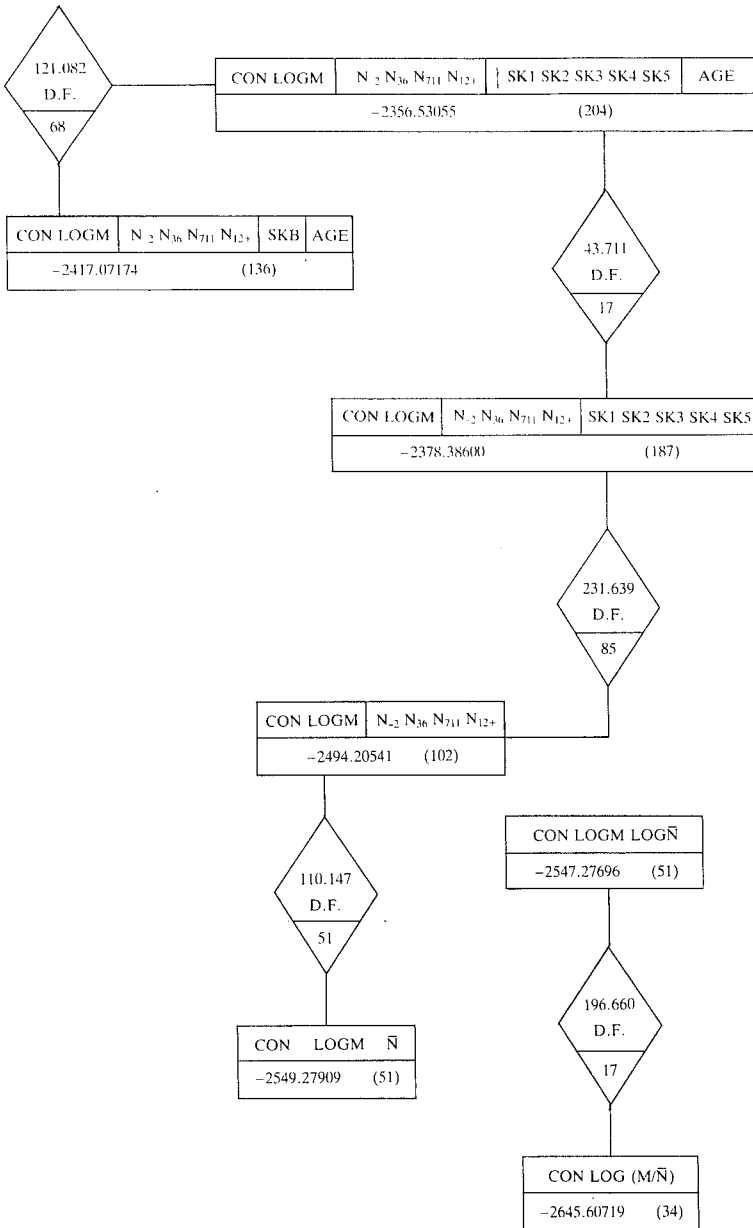 121.082
D.F.
68
CON LOGM N₋₂ N₃₆ N₇₁₁ N₁₂₊ SK1 SK2 SK3 SK4 SK5 AGE
−2356.53055 (204)
CON LOGM N₋₂ N₃₆ N₇₁₁ N₁₂₊ SKB AGE
−2417.07174 (136)
43.711
D.F.
17
CON LOGM N₋₂ N₃₆ N₇₁₁ N₁₂₊ SK1 SK2 SK3 SK4 SK5
−2378.38600 (187)
231.639
D.F.
85
CON LOGM N₋₂ N₃₆ N₇₁₁ N₁₂₊
−2494.20541 (102)
110.147
D.F.
51
CON LOGM N̅
−2549.27909 (51)
CON LOGM LOGN̅
−2547.27696 (51)
196.660
D.F.
17
CON LOG (M/N̅)
−2645.60719 (34)